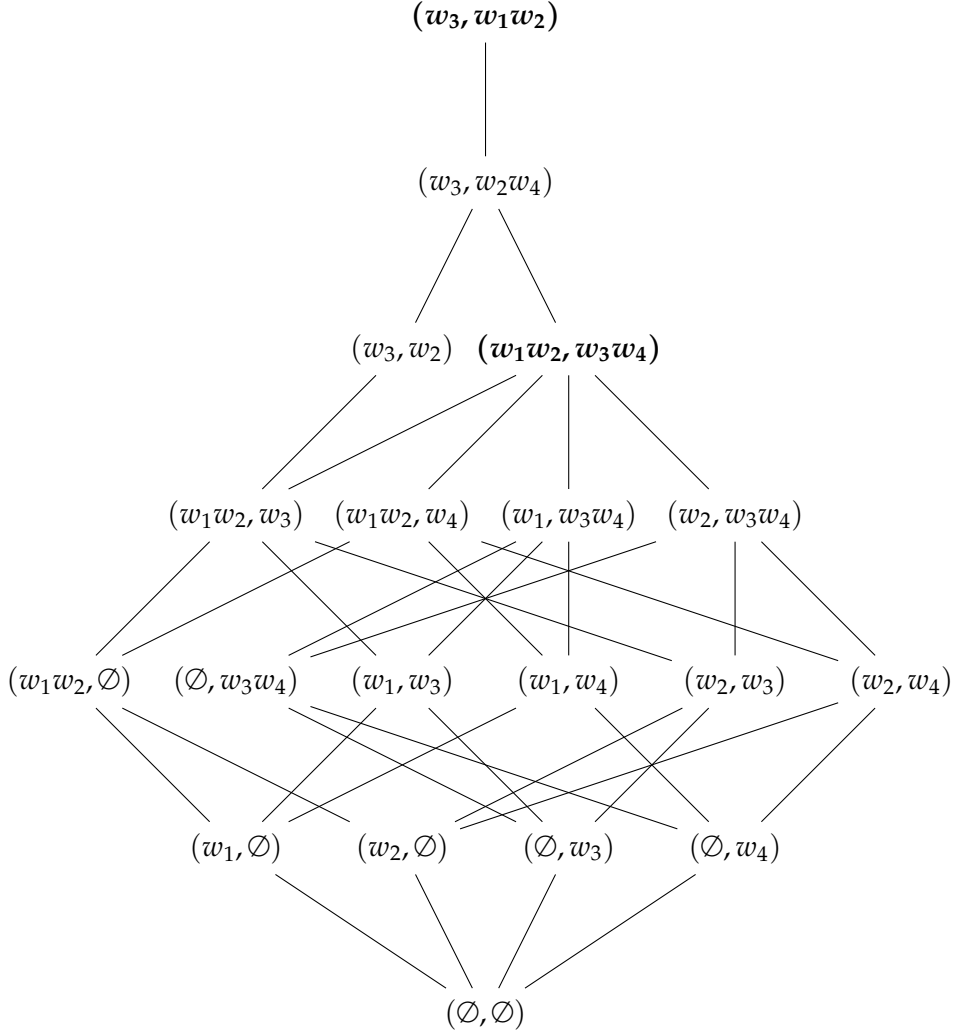 (w₃, w₁w₂)
(w₃, w₂w₄)
(w₃, w₂) (w₁w₂, w₃w₄)
(w₁w₂, w₃) (w₁w₂, w₄) (w₁, w₃w₄) (w₂, w₃w₄)
(w₁w₂, ∅) (∅, w₃w₄) (w₁, w₃) (w₁, w₄) (w₂, w₃) (w₂, w₄)
(w₁, ∅) (w₂, ∅) (∅, w₃) (∅, w₄)
(∅, ∅)